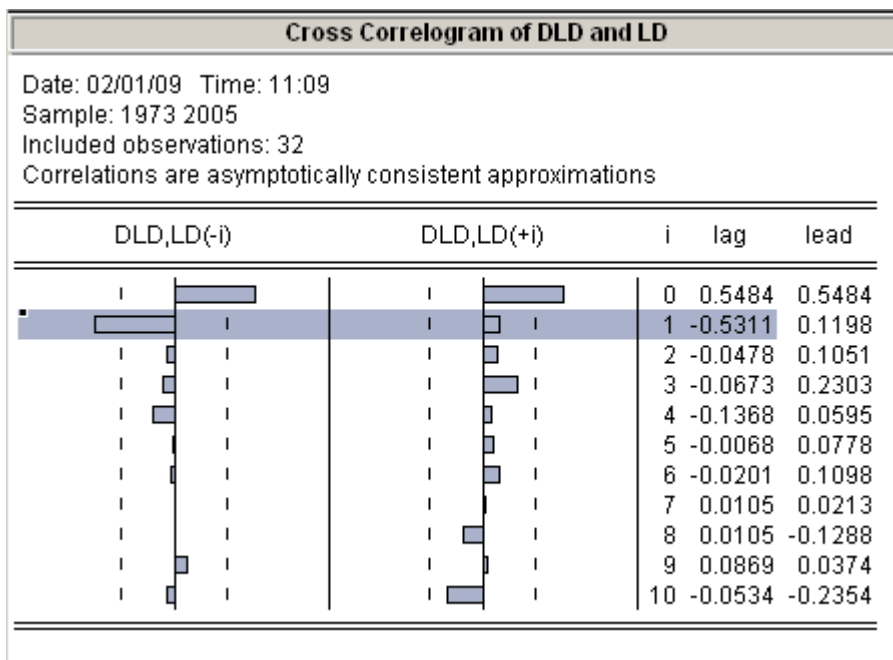 Cross Correlogram of DLD and LD
Date: 02/01/09 Time: 11:09
Sample: 1973 2005
Included observations: 32
Correlations are asymptotically consistent approximations
DLD,LD(-i) DLD,LD(+i) i lag lead
0 0.5484 0.5484
1 -0.5311 0.1198
2 -0.0478 0.1051
3 -0.0673 0.2303
4 -0.1368 0.0595
5 -0.0068 0.0778
6 -0.0201 0.1098
7 0.0105 0.0213
8 0.0105 -0.1288
9 0.0869 0.0374
10 -0.0534 -0.2354